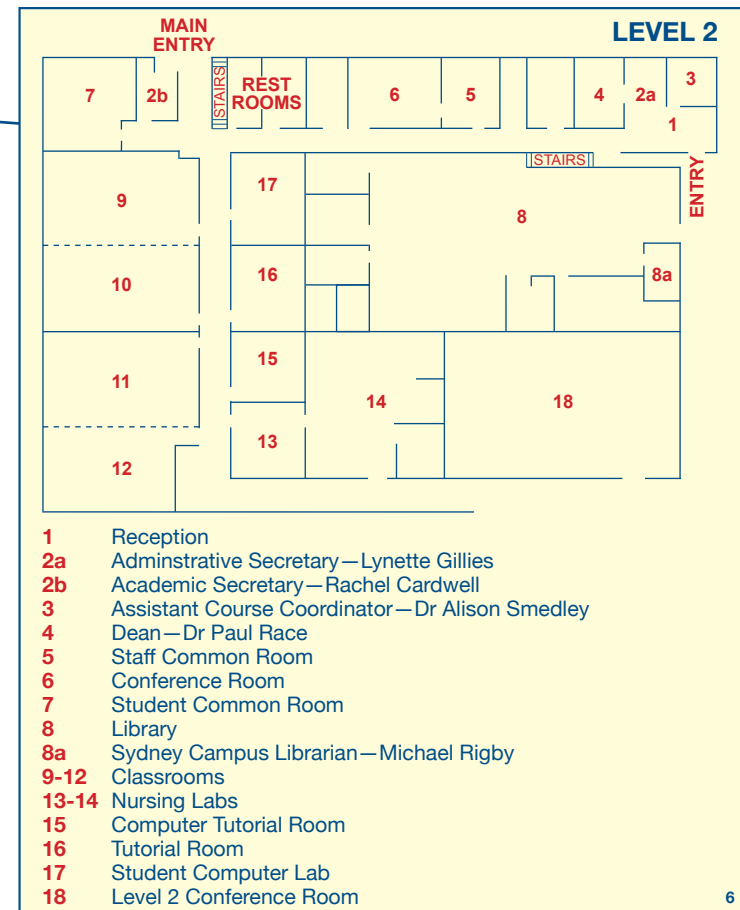 MAIN
ENTRY
LEVEL 2
7
2b
STAIRS
REST
ROOMS
6
5
4
2a
3
1
STAIRS
ENTRY
17
9
8
16
8a
10
15
11
14
18
13
12
1 Reception
2a Adminstrative Secretary—Lynette Gillies
2b Academic Secretary—Rachel Cardwell
3 Assistant Course Coordinator—Dr Alison Smedley
4 Dean—Dr Paul Race
5 Staff Common Room
6 Conference Room
7 Student Common Room
8 Library
8a Sydney Campus Librarian—Michael Rigby
9-12 Classrooms
13-14 Nursing Labs
15 Computer Tutorial Room
16 Tutorial Room
17 Student Computer Lab
18 Level 2 Conference Room
6